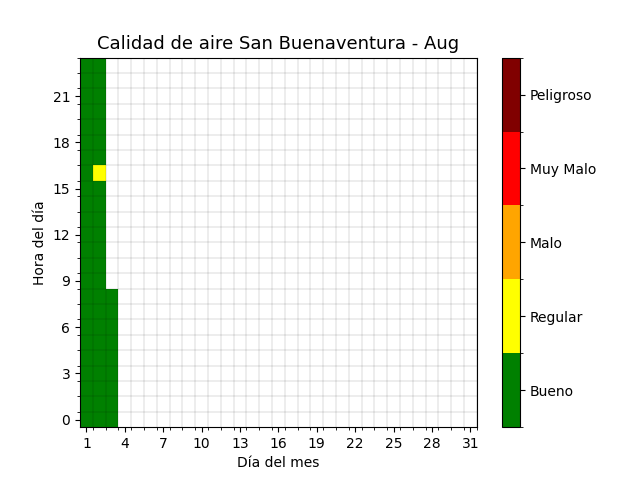 Calidad de aire San Buenaventura - Aug
Hora del día
21
18
15
12
9
6
3
0
1 4 7 10 13 16 19 22 25 28 31
Día del mes
Peligroso
Muy Malo
Malo
Regular
Bueno